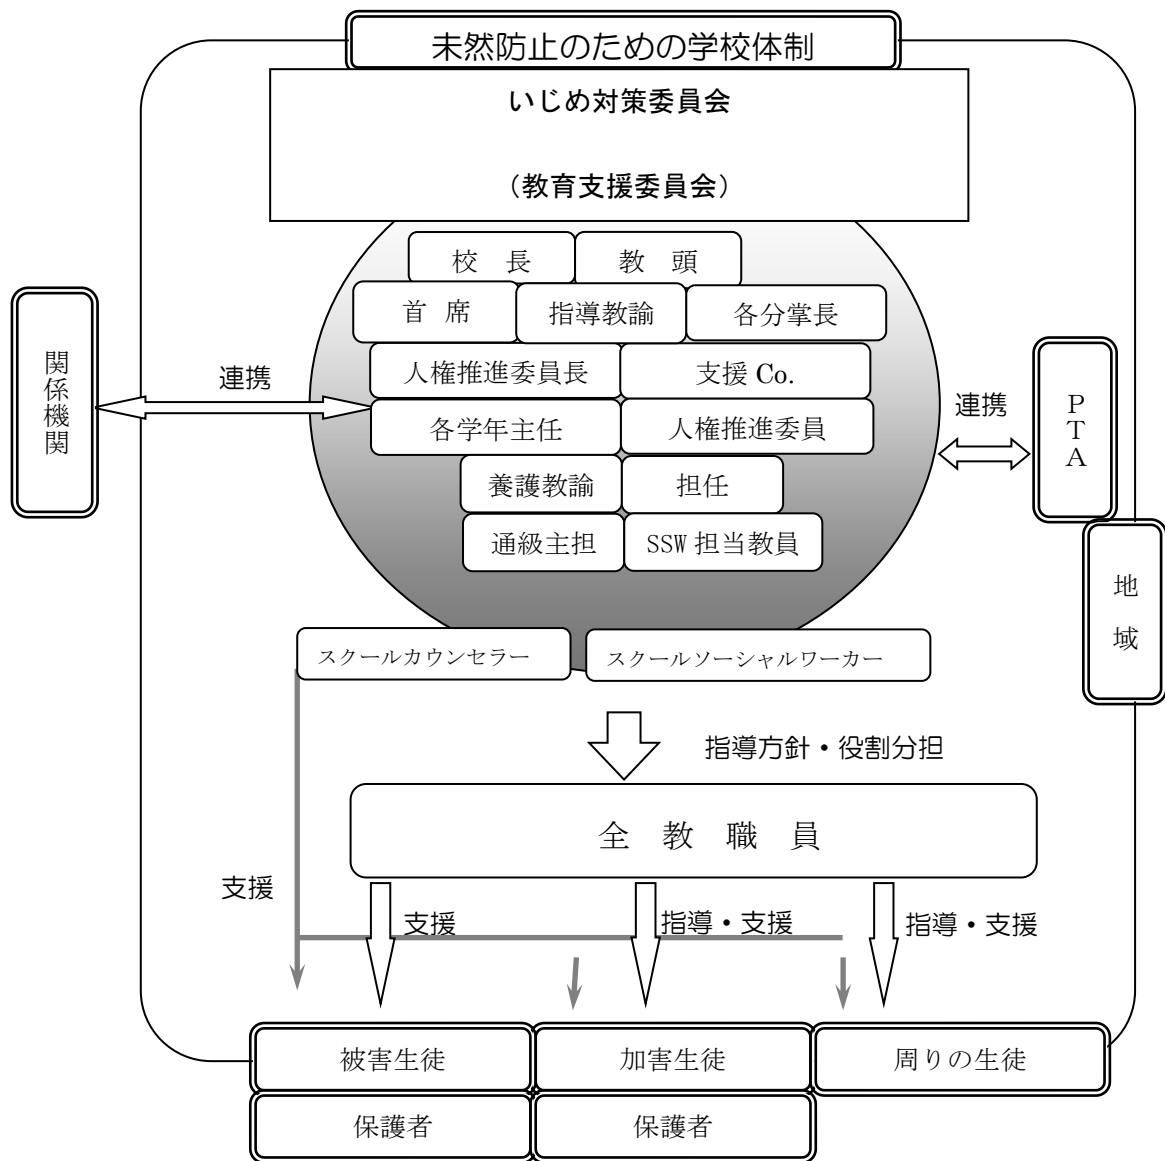 未然防止のための学校体制
いじめ対策委員会
（教育支援委員会）
校　長
教　頭
首 席
指導教諭
各分掌長
人権推進委員長
支援 Co.
各学年主任
人権推進委員
養護教諭
担任
通級主担
SSW 担当教員
スクールカウンセラー
スクールソーシャルワーカー
関係機関
連携
連携
ＰＴＡ
地域
指導方針・役割分担
全　教　職　員
支援
支援
指導・支援
指導・支援
被害生徒
加害生徒
周りの生徒
保護者
保護者